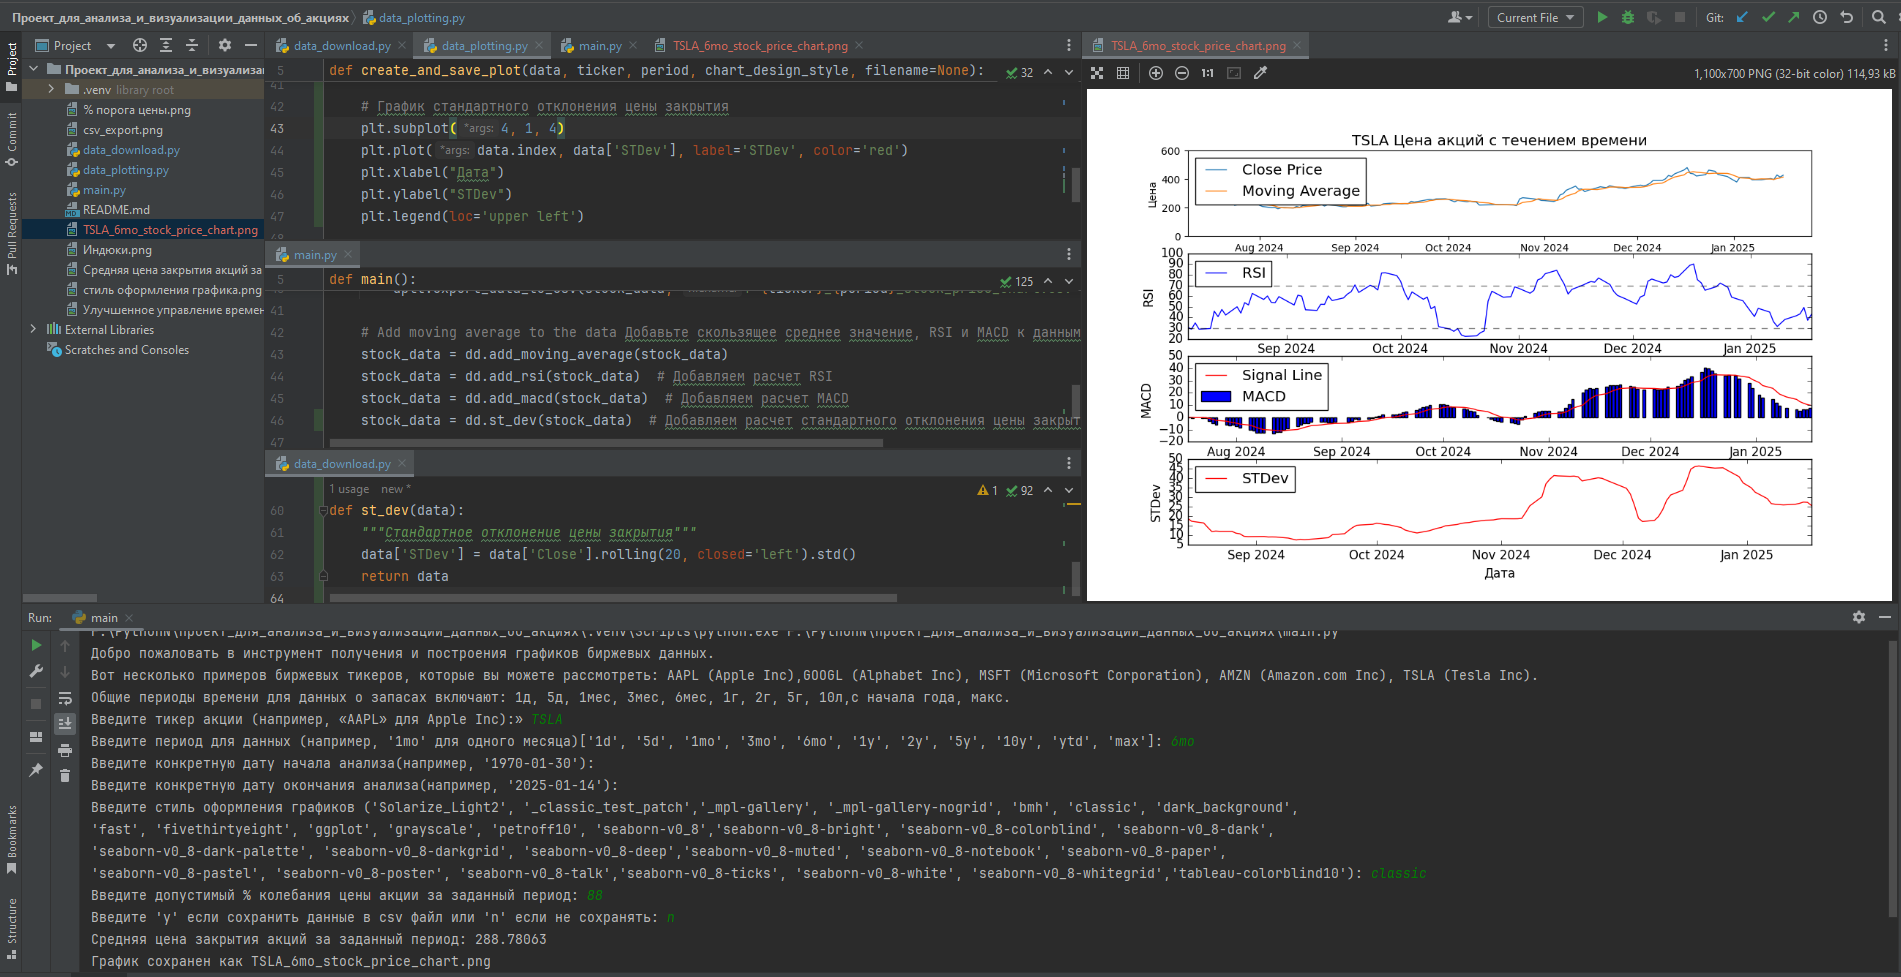 Проект_для_анализа_и_визуализации_данных_об_акциях
data_plotting.py
Current File
Git:
Project
data_download.py
data_plotting.py
main.py
TSLA_6mo_stock_price_chart.png
TSLA_6mo_stock_price_chart.png
Project
Commit
Pull Requests
Bookmarks
Structure
Проект_для_анализа_и_визуализа
.venv library root
% порога цены.png
csv_export.png
data_download.py
data_plotting.py
main.py
README.md
TSLA_6mo_stock_price_chart.png
Индюки.png
Средняя цена закрытия акций за
стиль оформления графика.png
Улучшенное управление времен
External Libraries
Scratches and Consoles
5 def create_and_save_plot(data, ticker, period, chart_design_style, filename=None):
32
41
42 # График стандартного отклонения цены закрытия
43 plt.subplot( *args: 4, 1, 4)
44 plt.plot( *args: data.index, data['STDev'], label='STDev', color='red')
45 plt.xlabel("Дата")
46 plt.ylabel("STDev")
47 plt.legend(loc='upper left')
main.py
5 def main():
125
41
42 # Add moving average to the data Добавьте скользящее среднее значение, RSI и MACD к данным
43 stock_data = dd.add_moving_average(stock_data)
44 stock_data = dd.add_rsi(stock_data) # Добавляем расчет RSI
45 stock_data = dd.add_macd(stock_data) # Добавляем расчет MACD
46 stock_data = dd.st_dev(stock_data) # Добавляем расчет стандартного отклонения цены закрыт
47
data_download.py
1 usage new *
1 92
60 def st_dev(data):
61 """Стандартное отклонение цены закрытия"""
62 data['STDev'] = data['Close'].rolling(20, closed='left').std()
63 return data
64
1:1
1,100x700 PNG (32-bit color) 114,93 kB
TSLA Цена акций с течением времени
600
400
200
0
Цена
Close Price
Moving Average
Aug 2024 Sep 2024 Oct 2024 Nov 2024 Dec 2024 Jan 2025
100
90
80
70
60
50
40
30
20
RSI
RSI
Sep 2024 Oct 2024 Nov 2024 Dec 2024 Jan 2025
50
40
30
20
10
0
−10
−20
MACD
Signal Line
MACD
Aug 2024 Sep 2024 Oct 2024 Nov 2024 Dec 2024 Jan 2025
50
45
40
35
30
25
20
15
10
5
STDev
STDev
Sep 2024 Oct 2024 Nov 2024 Dec 2024 Jan 2025
Дата
Run: main
F:\PythonN\Проект_для_анализа_и_визуализации_данных_об_акциях\.venv\Scripts\python.exe F:\PythonN\Проект_для_анализа_и_визуализации_данных_об_акциях\main.py
Добро пожаловать в инструмент получения и построения графиков биржевых данных.
Вот несколько примеров биржевых тикеров, которые вы можете рассмотреть: AAPL (Apple Inc),GOOGL (Alphabet Inc), MSFT (Microsoft Corporation), AMZN (Amazon.com Inc), TSLA (Tesla Inc).
Общие периоды времени для данных о запасах включают: 1д, 5д, 1мес, 3мес, 6мес, 1г, 2г, 5г, 10л,с начала года, макс.
Введите тикер акции (например, «AAPL» для Apple Inc):» TSLA
Введите период для данных (например, '1mo' для одного месяца)['1d', '5d', '1mo', '3mo', '6mo', '1y', '2y', '5y', '10y', 'ytd', 'max']: 6mo
Введите конкретную дату начала анализа(например, '1970-01-30'):
Введите конкретную дату окончания анализа(например, '2025-01-14'):
Введите стиль оформления графиков ('Solarize_Light2', '_classic_test_patch','_mpl-gallery', '_mpl-gallery-nogrid', 'bmh', 'classic', 'dark_background',
'fast', 'fivethirtyeight', 'ggplot', 'grayscale', 'petroff10', 'seaborn-v0_8','seaborn-v0_8-bright', 'seaborn-v0_8-colorblind', 'seaborn-v0_8-dark',
'seaborn-v0_8-dark-palette', 'seaborn-v0_8-darkgrid', 'seaborn-v0_8-deep','seaborn-v0_8-muted', 'seaborn-v0_8-notebook', 'seaborn-v0_8-paper',
'seaborn-v0_8-pastel', 'seaborn-v0_8-poster', 'seaborn-v0_8-talk','seaborn-v0_8-ticks', 'seaborn-v0_8-white', 'seaborn-v0_8-whitegrid','tableau-colorblind10'): classic
Введите допустимый % колебания цены акции за заданный период: 88
Введите 'y' если сохранить данные в csv файл или 'n' если не сохранять: n
Средняя цена закрытия акций за заданный период: 288.78063
График сохранен как TSLA_6mo_stock_price_chart.png